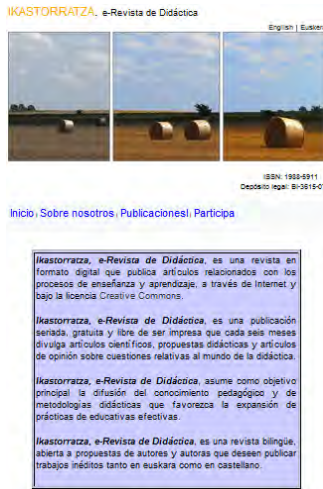 IKASTORRATZA. e-Revista de Didáctica
English | Eusker
ISSN: 1988-5911
Depósito legal: BI-3615-0
Inicio | Sobre nosotros | Publicaciones| Participa
Ikastorratza, e-Revista de Didáctica, es una revista en
formato digital que publica artículos relacionados con los
procesos de enseñanza y aprendizaje, a través de Internet y
bajo la licencia Creative Commons.
Ikastorratza, e-Revista de Didáctica, es una publicación
seriada, gratuita y libre de ser impresa que cada seis meses
divulga artículos científicos, propuestas didácticas y artículos
de opinión sobre cuestiones relativas al mundo de la didáctica.
Ikastorratza, e-Revista de Didáctica, asume como objetivo
principal la difusión del conocimiento pedagógico y de
metodologías didácticas que favorezca la expansión de
prácticas de educativas efectivas.
Ikastorratza, e-Revista de Didáctica, es una revista bilingüe,
abierta a propuestas de autores y autoras que deseen publicar
trabajos inéditos tanto en euskara como en castellano.